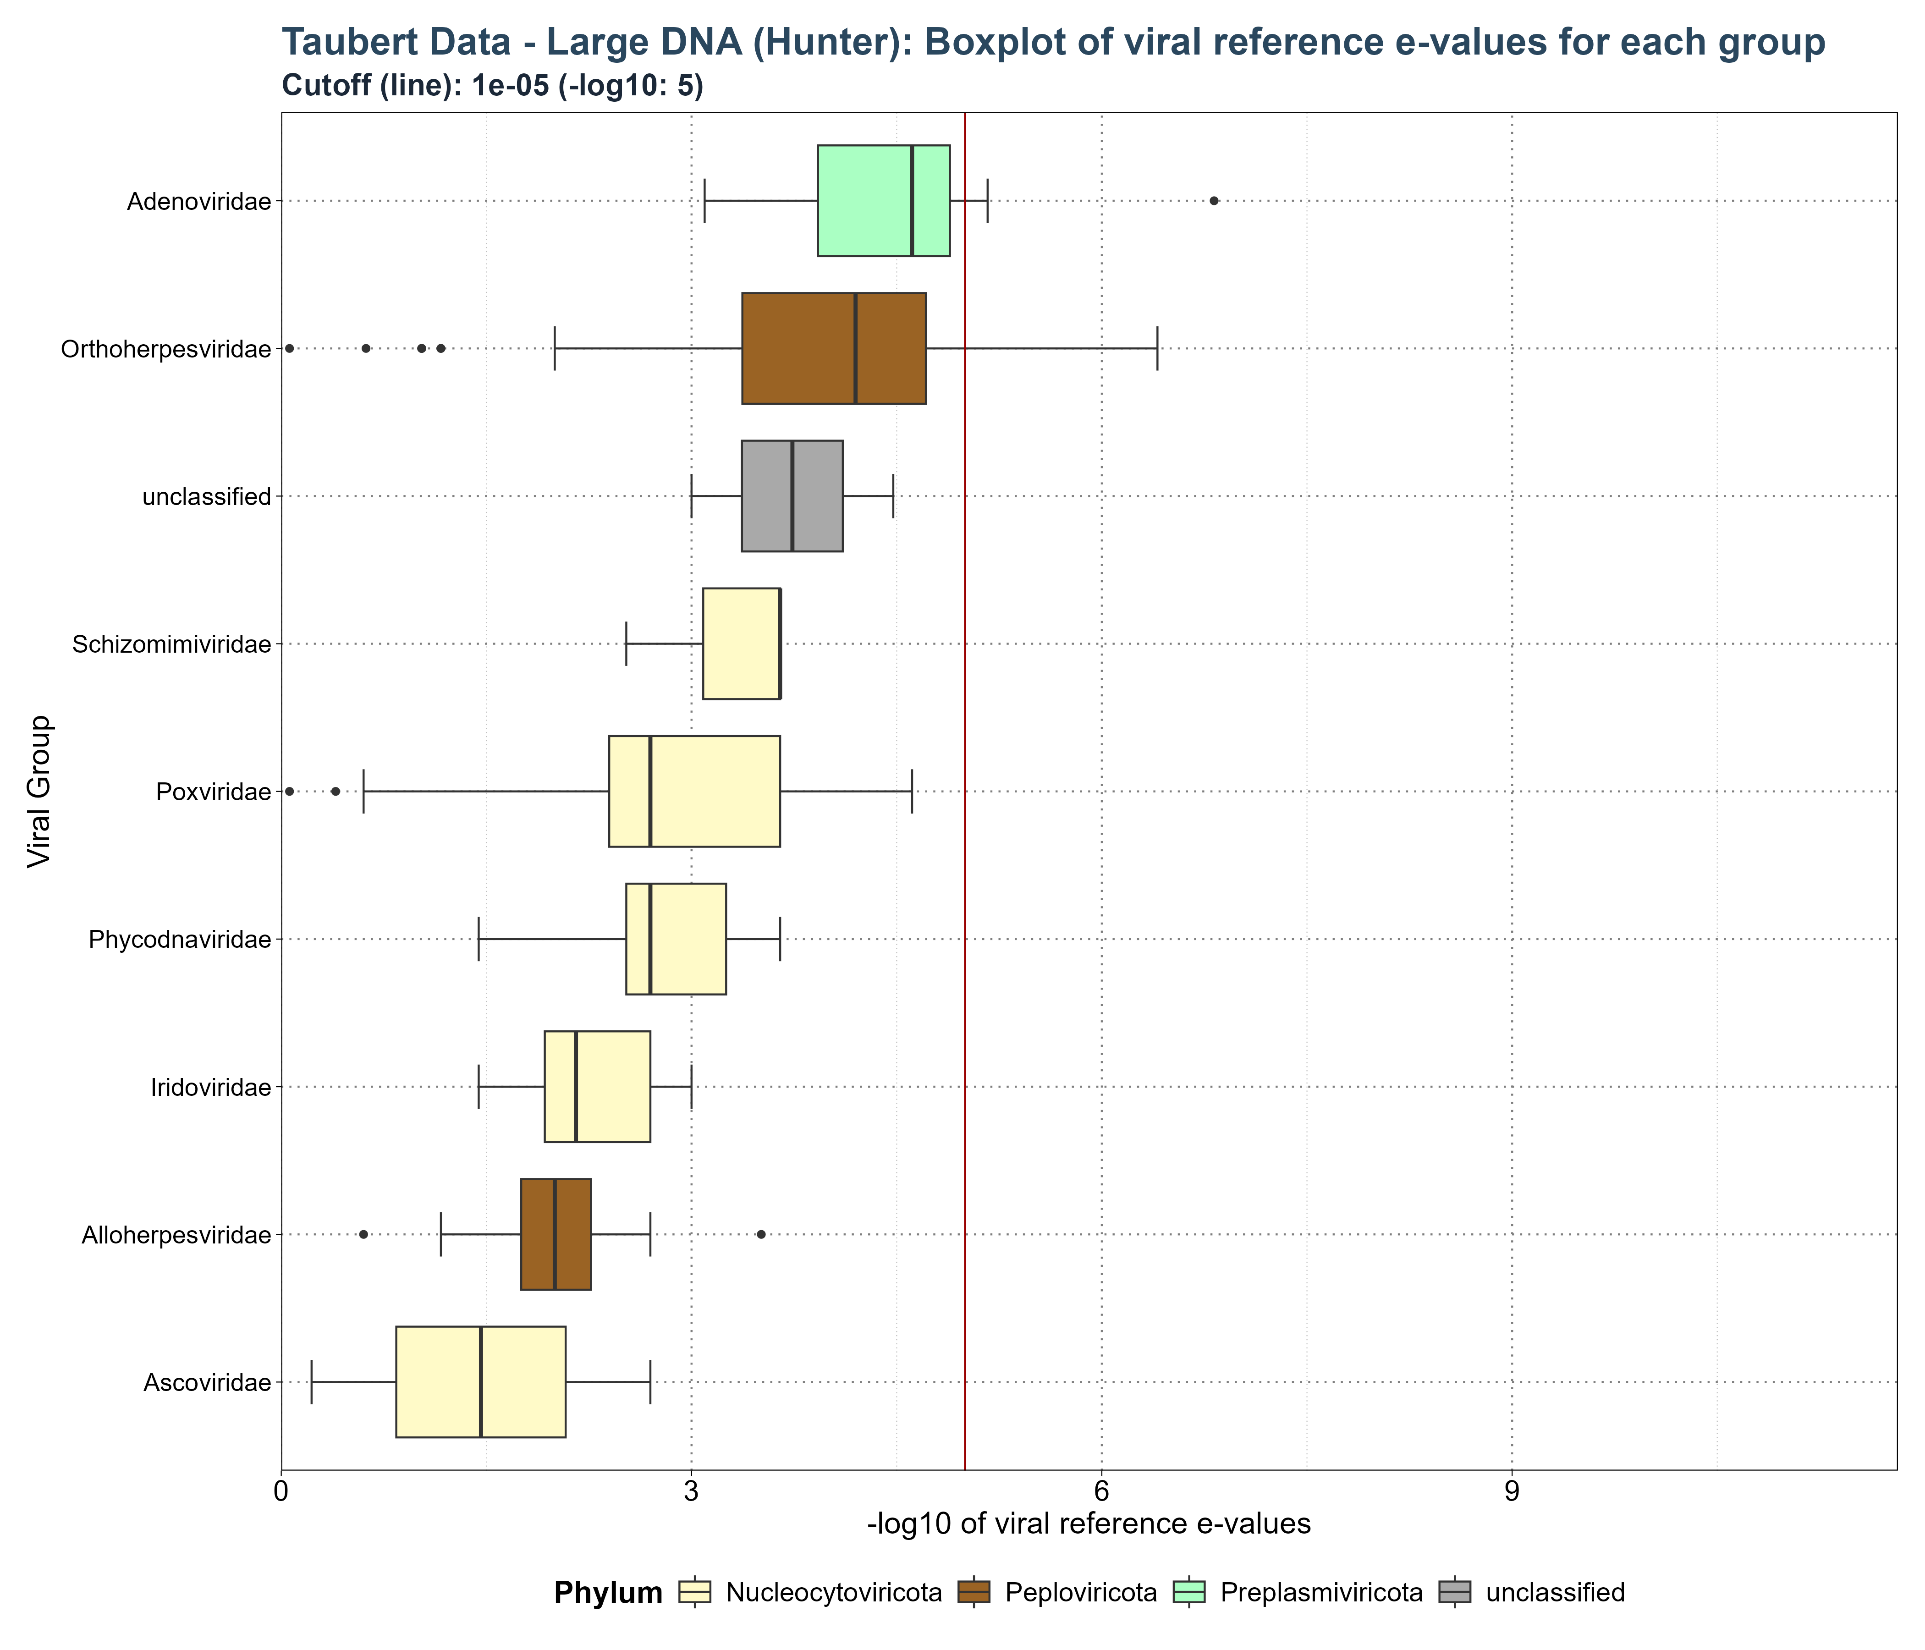 Taubert Data - Large DNA (Hunter): Boxplot of viral reference e-values for each group
Cutoff (line): 1e-05 (-log10: 5)
Viral Group
Adenoviridae
Orthoherpesviridae
unclassified
Schizomimiviridae
Poxviridae
Phycodnaviridae
Iridoviridae
Alloherpesviridae
Ascoviridae
0 3 6 9
-log10 of viral reference e-values
Phylum Nucleocytoviricota Peploviricota Preplasmiviricota unclassified